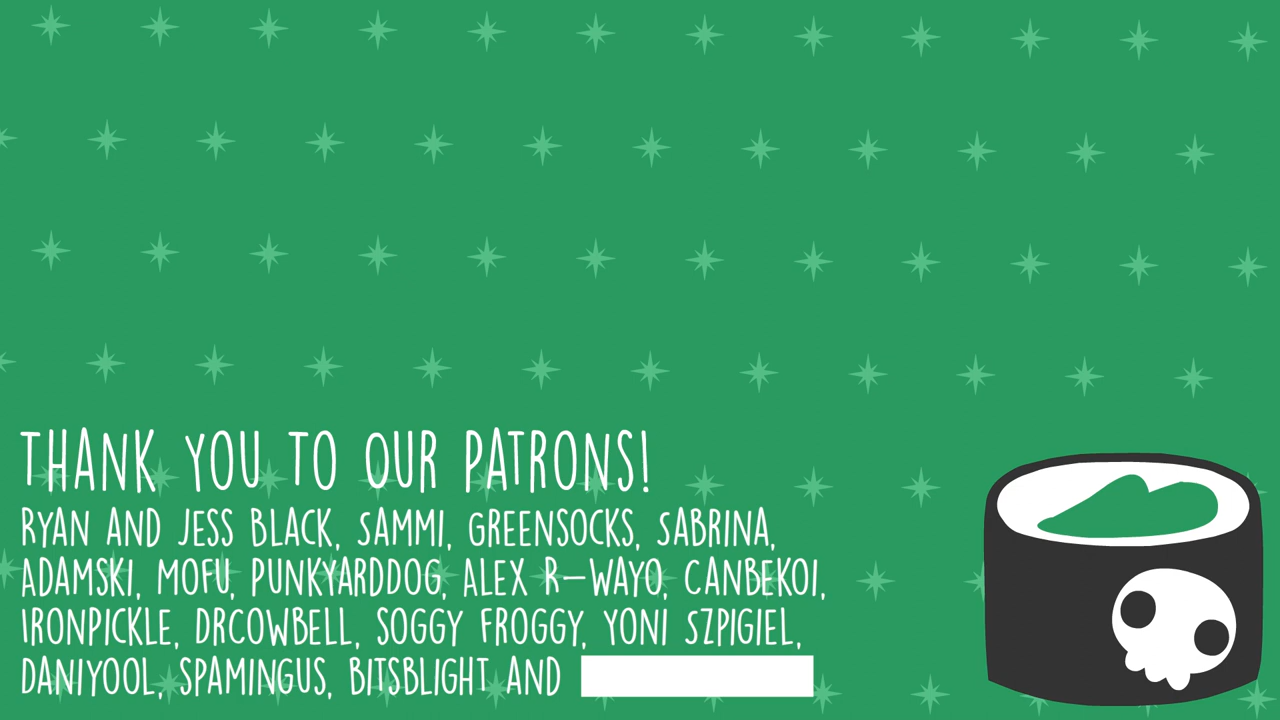 THANK YOU TO OUR PATRONS!
RYAN AND JESS BLACK, SAMMI, GREENSOCKS, SABRINA,
ADAMSKI, MOFU, PUNKYARDDOG, ALEX R-WAYO, CANBEKOI,
IRONPICKLE, DRCOWBELL, SOGGY FROGGY, YONI SZPIGIEL,
DANIYOOL, SPAMINGUS, BITSBLIGHT AND